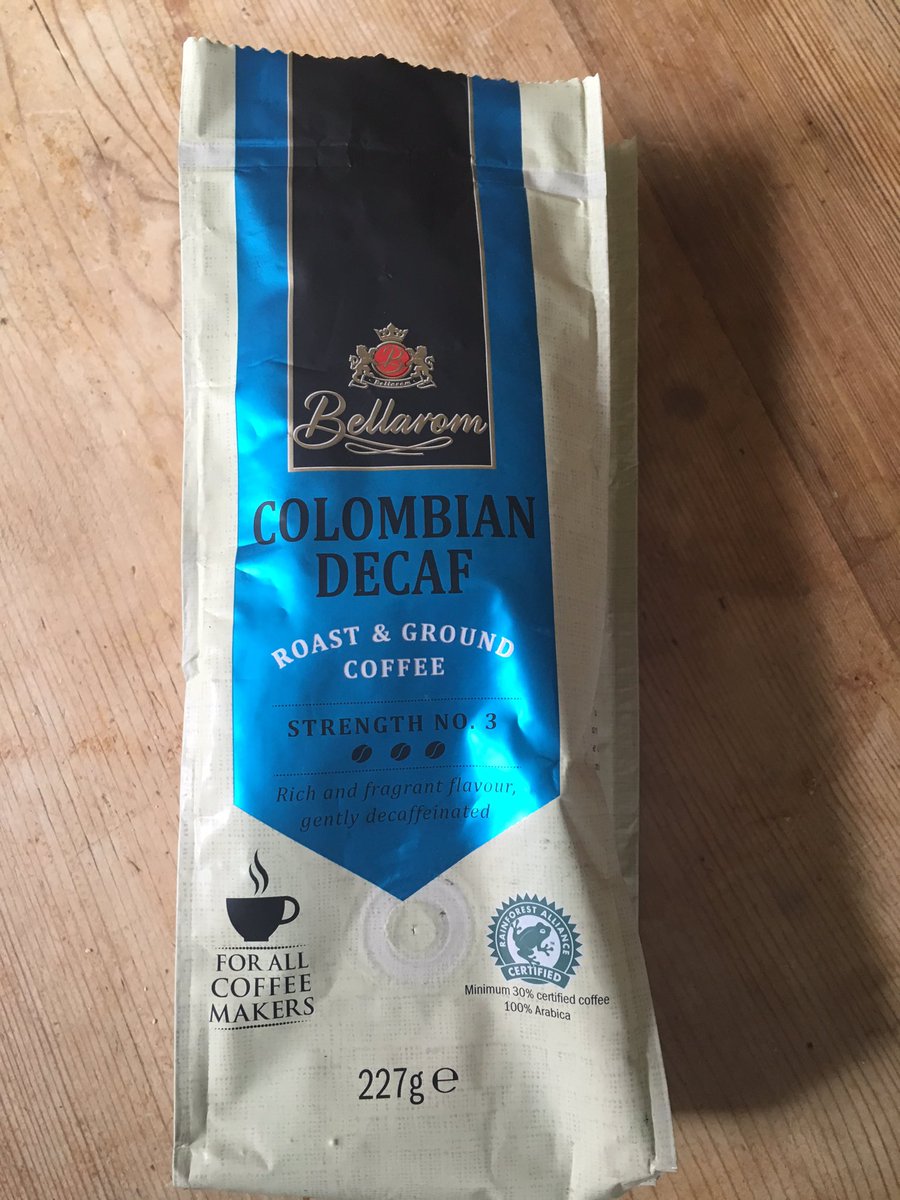 B
Bellarom
Bellarom
COLOMBIAN
DECAF
ROAST & GROUND
COFFEE
STRENGTH NO. 3
Rich and fragrant flavour,
gently decaffeinated
FOR ALL
COFFEE
MAKERS
RAINFOREST ALLIANCE
CERTIFIED
Minimum 30% certified coffee
100% Arabica
227g ℮